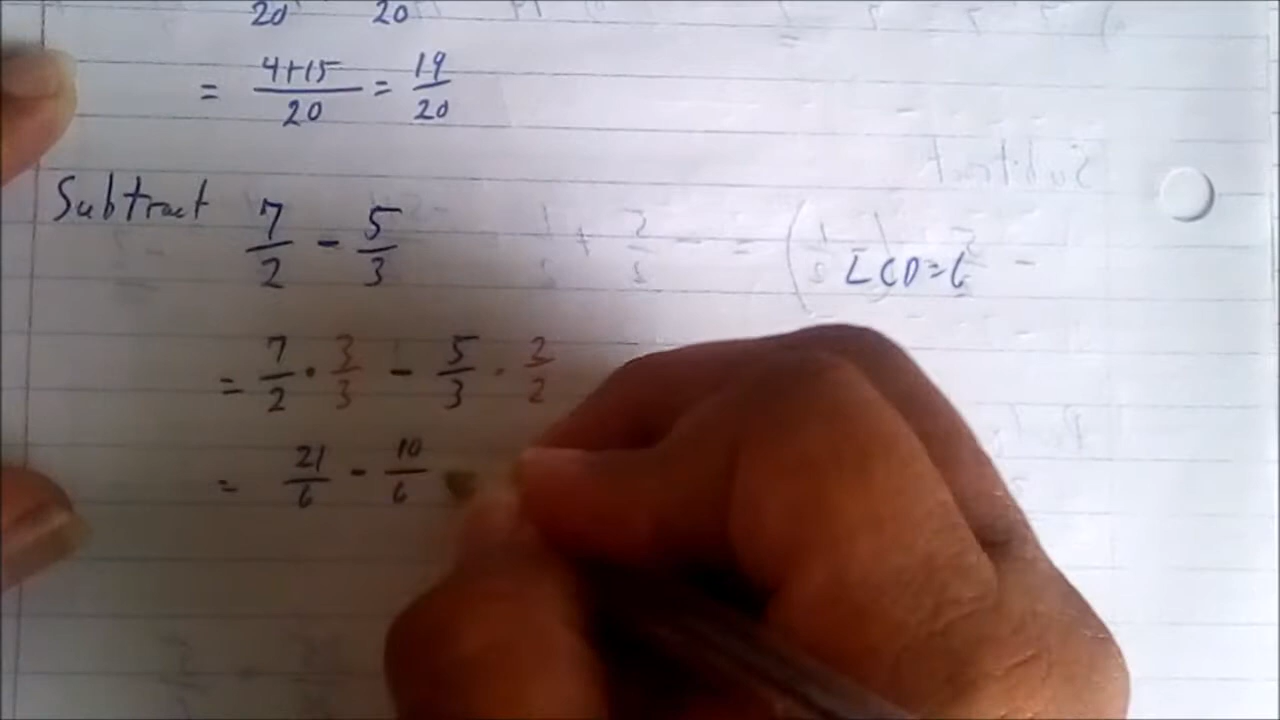 20 20
= 4+15/20 = 19/20
Subtract 7/2 - 5/3 LCD=6
= 7/2 · 3/3 - 5/3 · 2/2
= 21/6 - 10/6